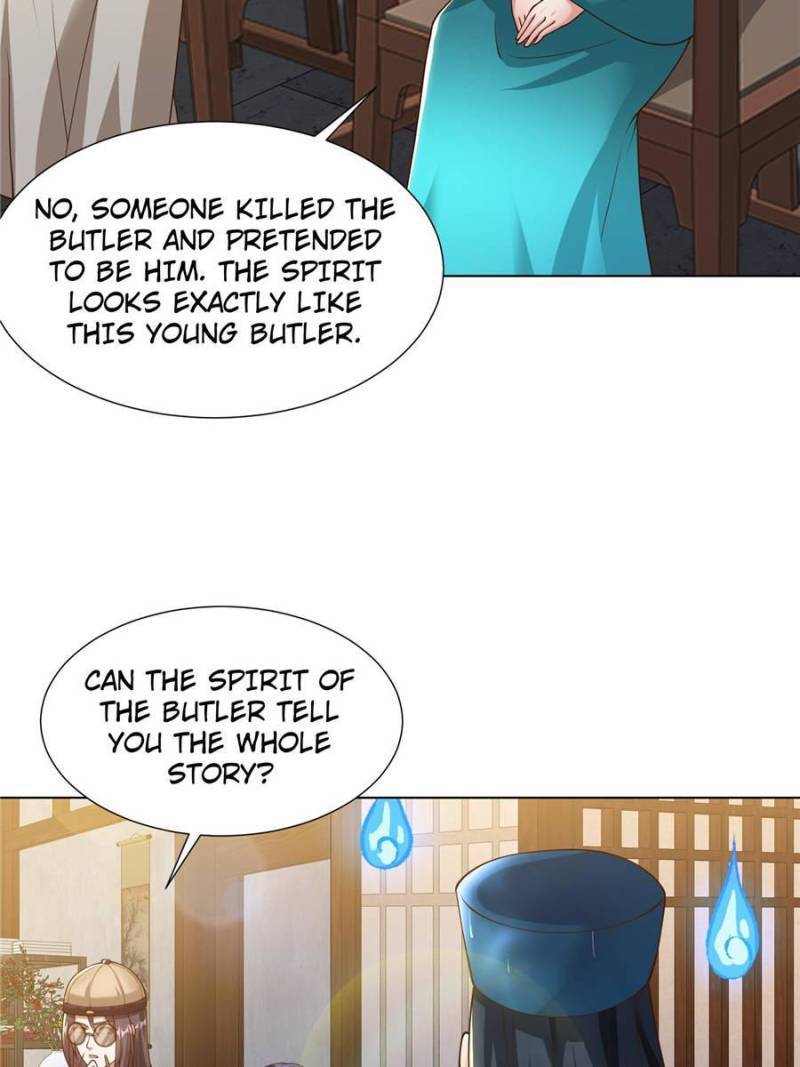 NO, SOMEONE KILLED THE
BUTLER AND PRETENDED
TO BE HIM. THE SPIRIT
LOOKS EXACTLY LIKE
THIS YOUNG BUTLER.
CAN THE SPIRIT OF
THE BUTLER TELL
YOU THE WHOLE
STORY?